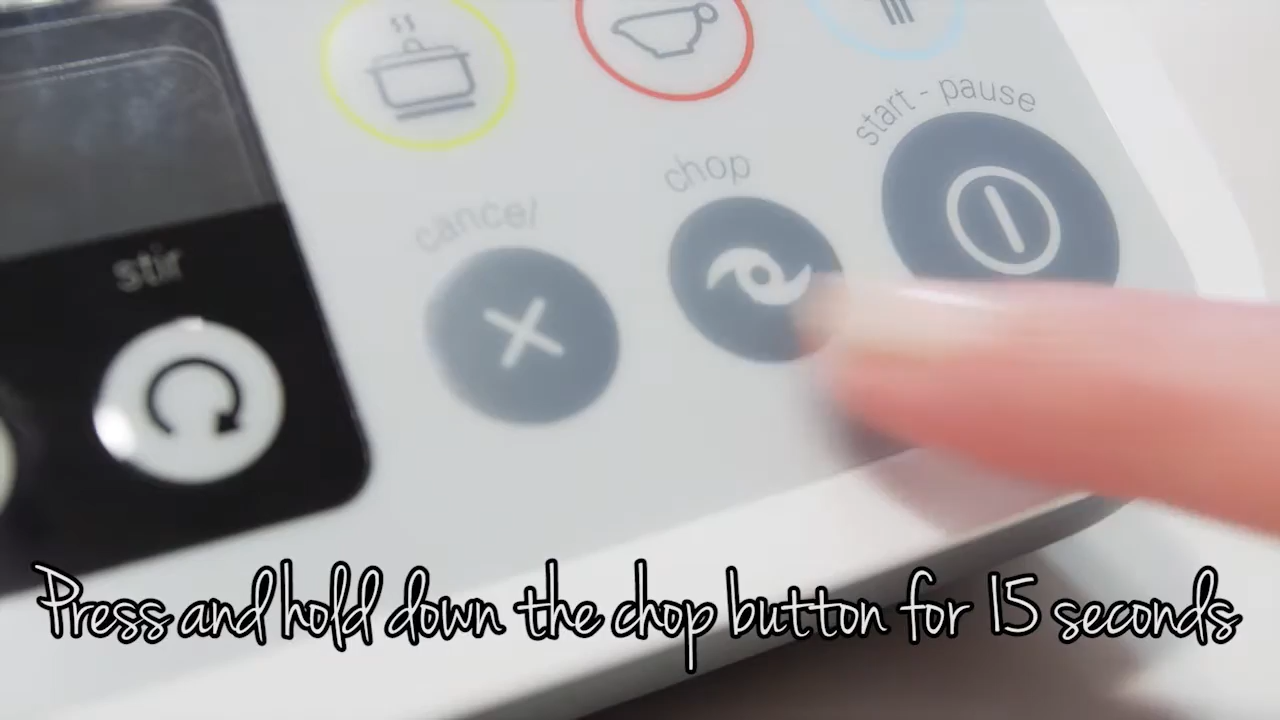 start - pause
chop
cancel
stir
Press and hold down the chop button for 15 seconds